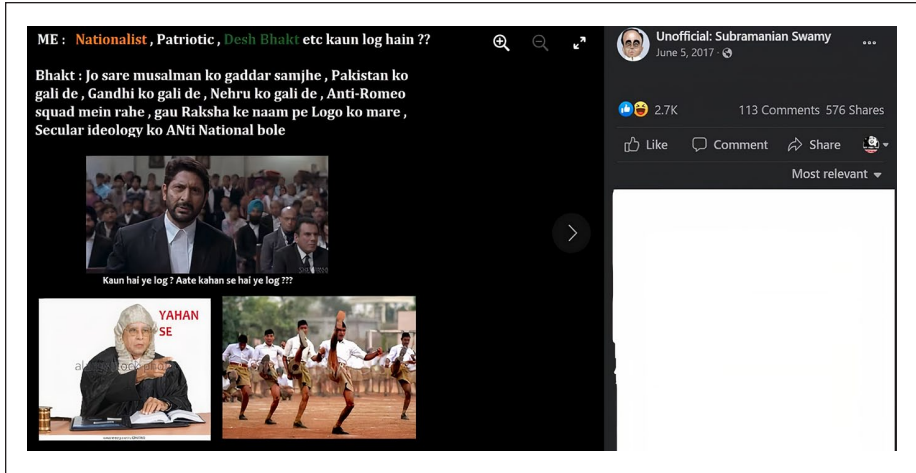 ME : Nationalist , Patriotic , Desh Bhakt etc kaun log hain ??
Bhakt : Jo sare musalman ko gaddar samjhe , Pakistan ko
gali de , Gandhi ko gali de , Nehru ko gali de , Anti-Romeo
squad mein rahe , gau Raksha ke naam pe Logo ko mare ,
Secular ideology ko ANti National bole
Kaun hai ye log ? Aate kahan se hai ye log ???
YAHAN
SE
Unofficial: Subramanian Swamy
June 5, 2017
2.7K 113 Comments 576 Shares
Like Comment Share
Most relevant